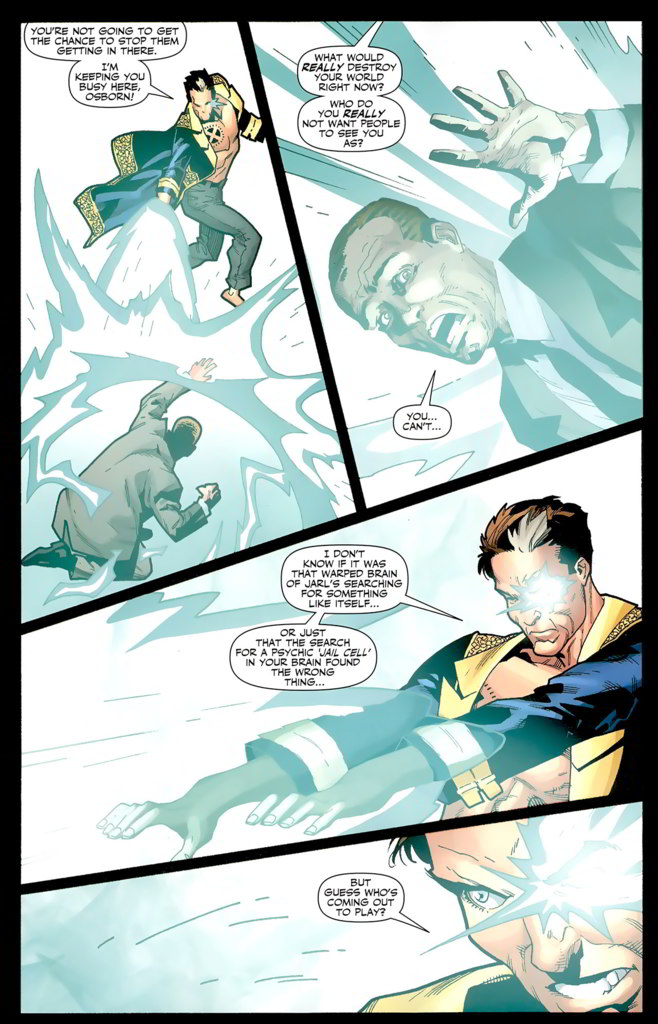 YOU'RE NOT GOING TO GET
THE CHANCE TO STOP THEM
GETTING IN THERE.
I'M
KEEPING YOU
BUSY HERE,
OSBORN!
WHAT WOULD
REALLY DESTROY
YOUR WORLD
RIGHT NOW?
WHO DO
YOU REALLY
NOT WANT PEOPLE
TO SEE YOU
AS?
YOU...
CAN'T...
I DON'T
KNOW IF IT WAS
THAT WARPED BRAIN
OF JARL'S SEARCHING
FOR SOMETHING
LIKE ITSELF...
OR JUST
THAT THE SEARCH
FOR A PSYCHIC 'JAIL CELL'
IN YOUR BRAIN FOUND
THE WRONG
THING...
BUT
GUESS WHO'S
COMING OUT
TO PLAY?